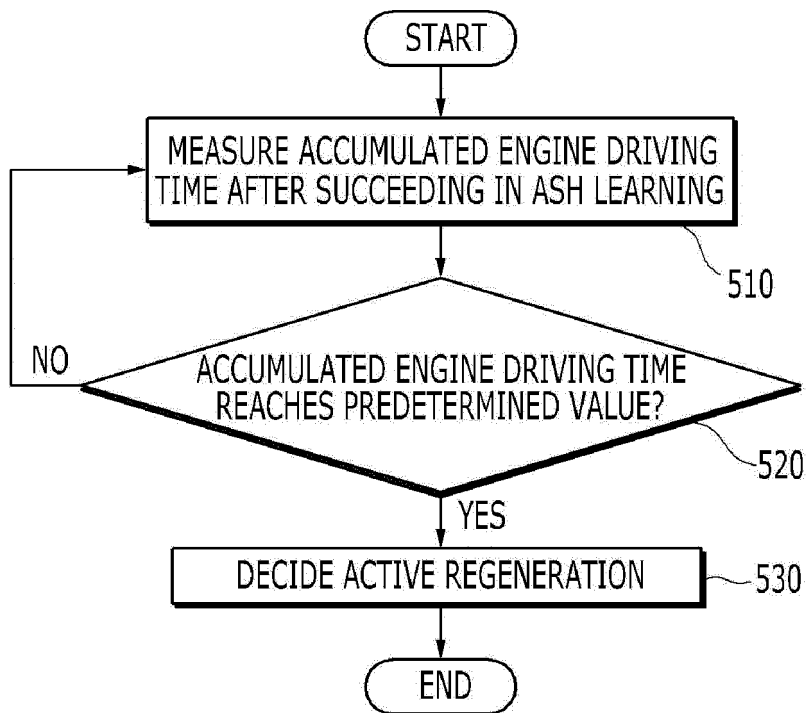 START
MEASURE ACCUMULATED ENGINE DRIVING
TIME AFTER SUCCEEDING IN ASH LEARNING
510
NO
ACCUMULATED ENGINE DRIVING TIME
REACHES PREDETERMINED VALUE?
520
YES
DECIDE ACTIVE REGENERATION
530
END